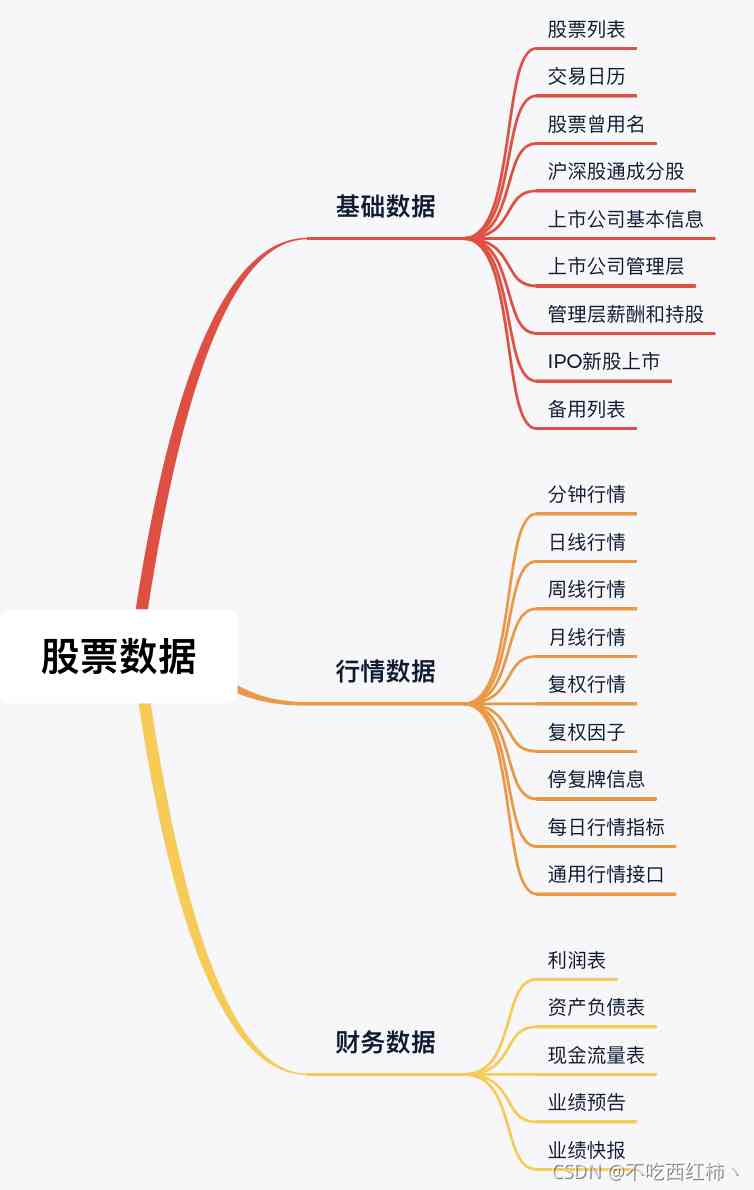 股票数据
基础数据
股票列表
交易日历
股票曾用名
沪深股通成分股
上市公司基本信息
上市公司管理层
管理层薪酬和持股
IPO新股上市
备用列表
行情数据
分钟行情
日线行情
周线行情
月线行情
复权行情
复权因子
停复牌信息
每日行情指标
通用行情接口
财务数据
利润表
资产负债表
现金流量表
业绩预告
业绩快报
CSDN @不吃西红柿丶